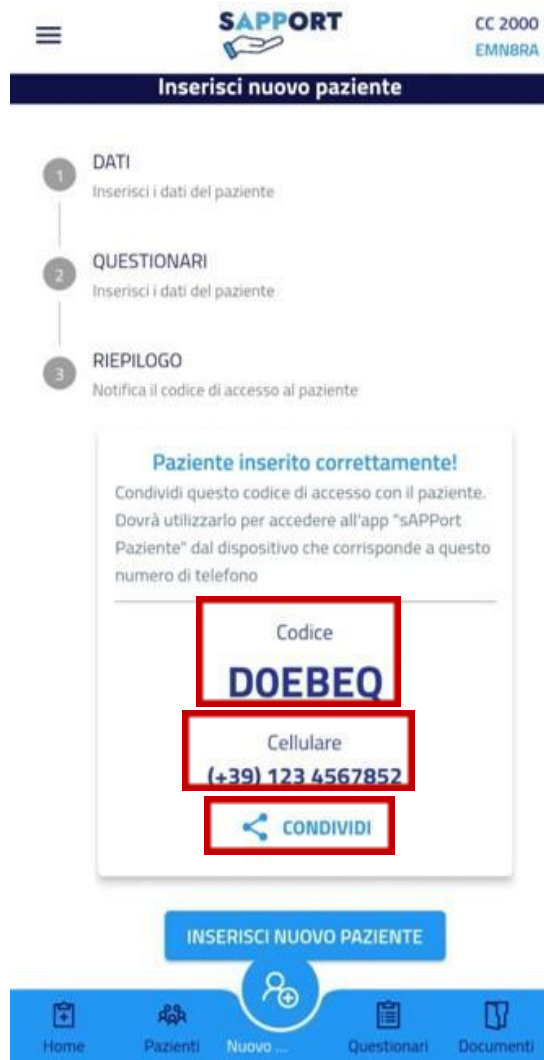 SAPPORT
CC 2000
EMN8RA
Inserisci nuovo paziente
1
DATI
Inserisci i dati del paziente
2
QUESTIONARI
Inserisci i dati del paziente
3
RIEPILOGO
Notifica il codice di accesso al paziente
Paziente inserito correttamente!
Condividi questo codice di accesso con il paziente.
Dovrà utilizzarlo per accedere all'app "sAPPort
Paziente" dal dispositivo che corrisponde a questo
numero di telefono
Codice
D0EBEQ
Cellulare
(+39) 123 4567852
CONDIVIDI
INSERISCI NUOVO PAZIENTE
Home
Pazienti
Nuovo ...
Questionari
Documenti